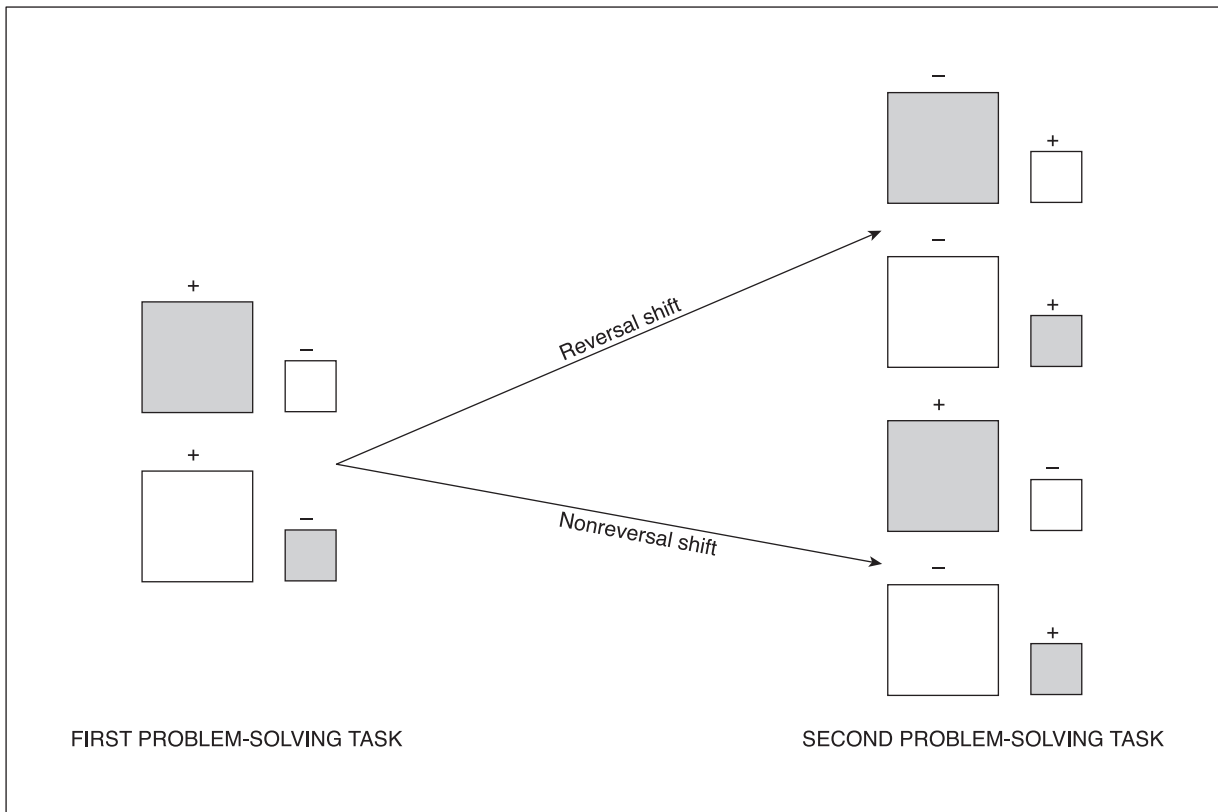 − +
− +
Reversal shift
+ −
+ −
Nonreversal shift
+ −
− +
FIRST PROBLEM-SOLVING TASK
SECOND PROBLEM-SOLVING TASK